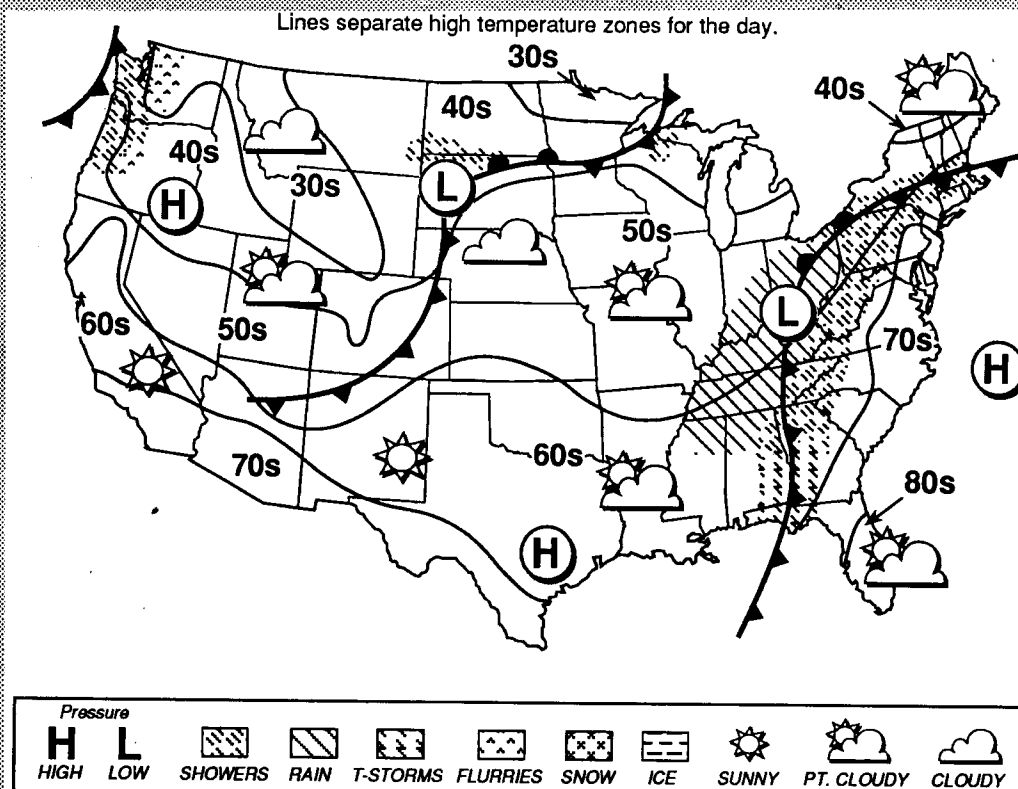 Lines separate high temperature zones for the day.
30s
40s
40s
40s
30s
H
L
50s
60s
50s
L
70s
H
70s
60s
80s
H
Pressure
H L
HIGH LOW SHOWERS RAIN T-STORMS FLURRIES SNOW ICE SUNNY PT. CLOUDY CLOUDY